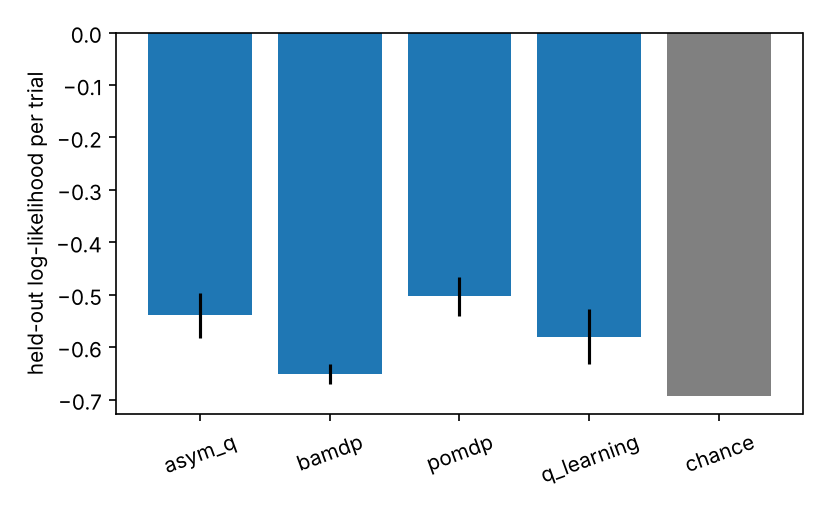 held-out log-likelihood per trial
0.0
−0.1
−0.2
−0.3
−0.4
−0.5
−0.6
−0.7
asym_q
bamdp
pomdp
q_learning
chance